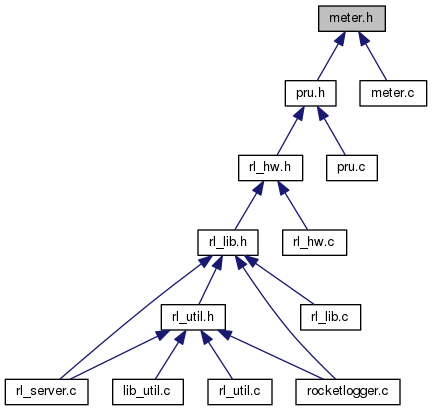 meter.h
pru.h
meter.c
rl_hw.h
pru.c
rl_lib.h
rl_hw.c
rl_util.h
rl_lib.c
rl_server.c
lib_util.c
rl_util.c
rocketlogger.c